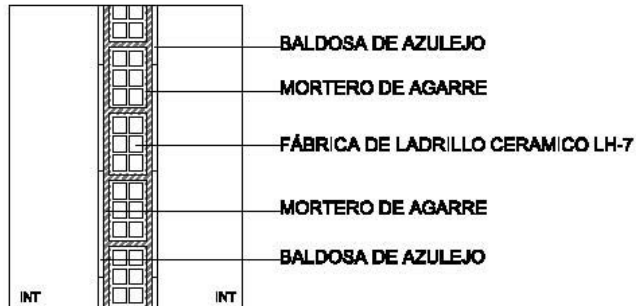 BALDOSA DE AZULEJO
MORTERO DE AGARRE
FÁBRICA DE LADRILLO CERAMICO LH-7
MORTERO DE AGARRE
BALDOSA DE AZULEJO
INT
INT